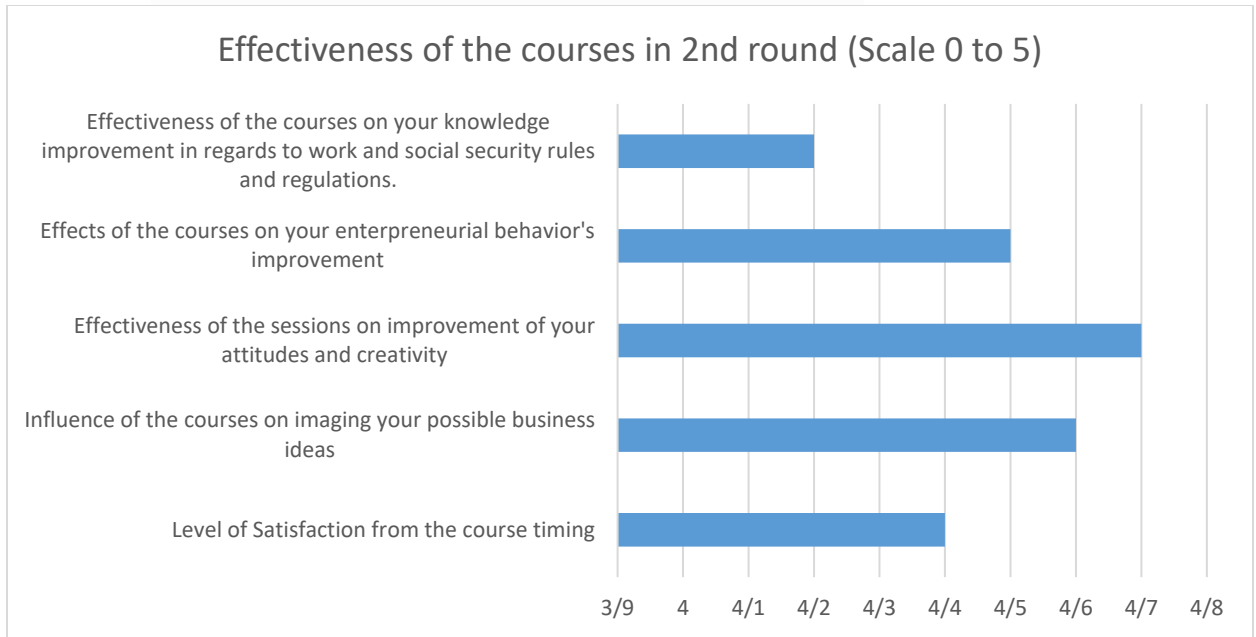 Effectiveness of the courses in 2nd round (Scale 0 to 5)
Effectiveness of the courses on your knowledge
improvement in regards to work and social security rules
and regulations.
Effects of the courses on your enterpreneurial behavior's
improvement
Effectiveness of the sessions on improvement of your
attitudes and creativity
Influence of the courses on imaging your possible business
ideas
Level of Satisfaction from the course timing
3/9 4 4/1 4/2 4/3 4/4 4/5 4/6 4/7 4/8